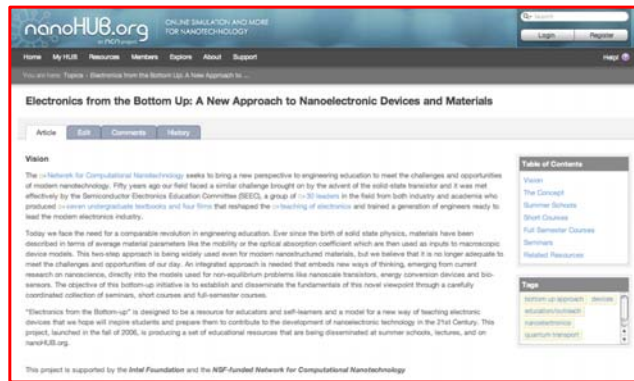 nanoHUB.org
ONLINE SIMULATION AND MORE
FOR NANOTECHNOLOGY
Search
Login Register
Home My HUB Resources Members Explore About Support
Help!
You are here: Topics › Electronics from the Bottom Up: A New Approach to ...
Electronics from the Bottom Up: A New Approach to Nanoelectronic Devices and Materials
Article Edit Comments History
Vision
The Network for Computational Nanotechnology seeks to bring a new perspective to engineering education to meet the challenges and opportunities
of modern nanotechnology. Fifty years ago our field faced a similar challenge brought on by the advent of the solid-state transistor and it was met
effectively by the Semiconductor Electronics Education Committee (SEEC), a group of 30 leaders in the field from both industry and academia who
produced seven undergraduate textbooks and four films that reshaped the teaching of electronics and trained a generation of engineers ready to
lead the modern electronics industry.
Today we face the need for a comparable revolution in engineering education. Ever since the birth of solid state physics, materials have been
described in terms of average material parameters like the mobility or the optical absorption coefficient which are then used as inputs to macroscopic
device models. This two-step approach is being widely used even for modern nanostructured materials, but we believe that it is no longer adequate to
meet the challenges and opportunities of our day. An integrated approach is needed that embeds new ways of thinking, emerging from current
research on nanoscience, directly into the models used for non-equilibrium problems like nanoscale transistors, energy conversion devices and bio-
sensors. The objective of this bottom-up initiative is to establish and disseminate the fundamentals of this novel viewpoint through a carefully
coordinated collection of seminars, short courses and full-semester courses.
"Electronics from the Bottom-up" is designed to be a resource for educators and self-learners and a model for a new way of teaching electronic
devices that we hope will inspire students and prepare them to contribute to the development of nanoelectronic technology in the 21st Century. This
project, launched in the fall of 2006, is producing a set of educational resources that are being disseminated at summer schools, lectures, and on
nanoHUB.org.
This project is supported by the Intel Foundation and the NSF-funded Network for Computational Nanotechnology
Table of Contents
Vision
The Concept
Summer Schools
Short Courses
Full Semester Courses
Seminars
Related Resources
Tags
bottom up approach devices
education/outreach
nanoelectronics
quantum transport